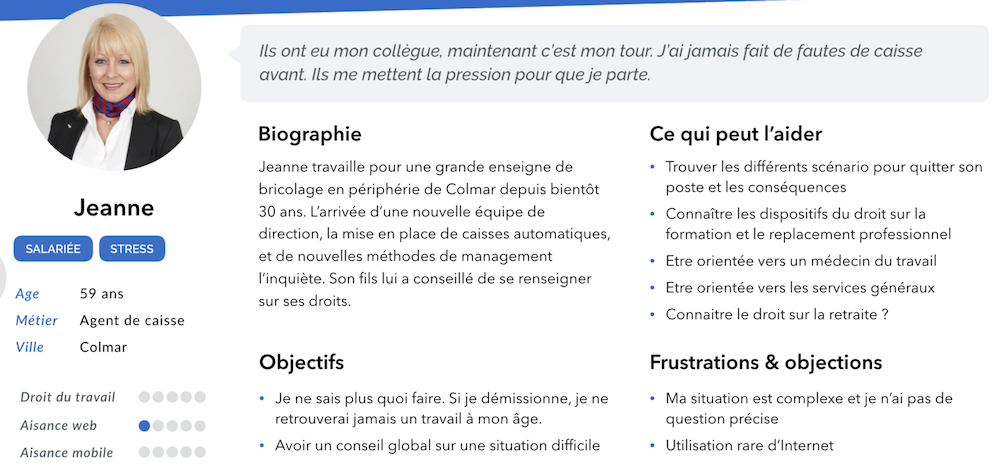 Ils ont eu mon collègue, maintenant c'est mon tour. J'ai jamais fait de fautes de caisse
avant. Ils me mettent la pression pour que je parte.
Jeanne
SALARIÉE
STRESS
Age 59 ans
Métier Agent de caisse
Ville Colmar
Droit du travail
Aisance web
Aisance mobile
Biographie
Jeanne travaille pour une grande enseigne de
bricolage en périphérie de Colmar depuis bientôt
30 ans. L'arrivée d'une nouvelle équipe de
direction, la mise en place de caisses automatiques,
et de nouvelles méthodes de management
l'inquiète. Son fils lui a conseillé de se renseigner
sur ses droits.
Objectifs
• Je ne sais plus quoi faire. Si je démissionne, je ne
retrouverai jamais un travail à mon âge.
• Avoir un conseil global sur une situation difficile
Ce qui peut l'aider
• Trouver les différents scénario pour quitter son
poste et les conséquences
• Connaître les dispositifs du droit sur la
formation et le replacement professionnel
• Etre orientée vers un médecin du travail
• Etre orientée vers les services généraux
• Connaitre le droit sur la retraite ?
Frustrations & objections
• Ma situation est complexe et je n'ai pas de
question précise
• Utilisation rare d'Internet